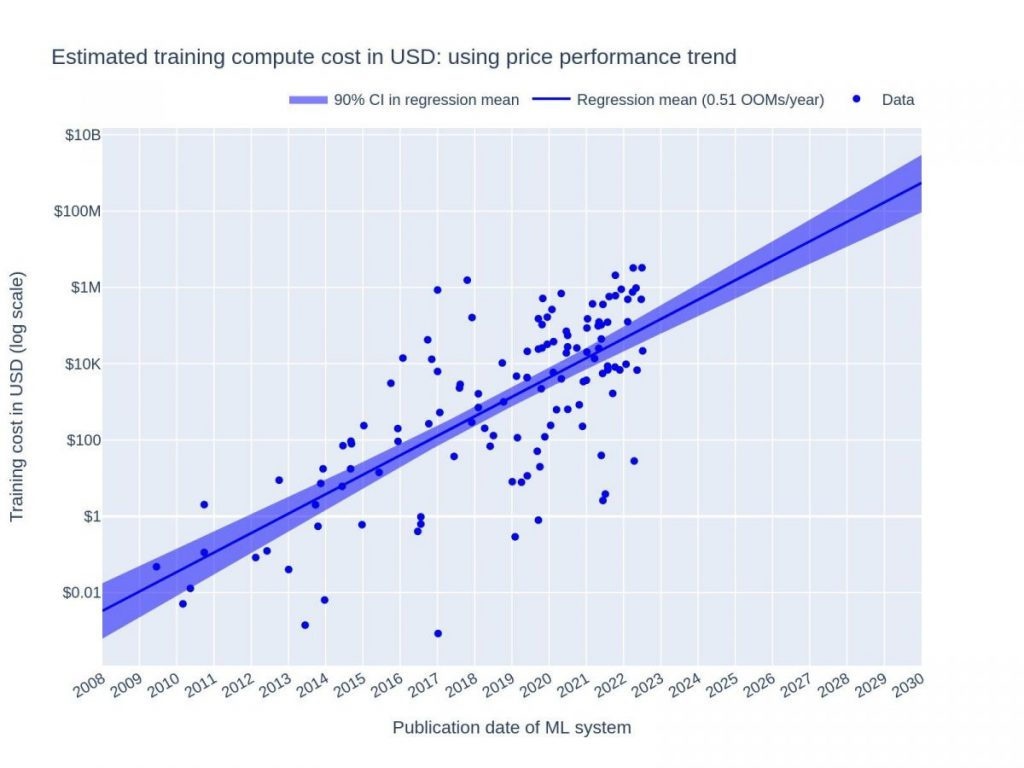 Estimated training compute cost in USD: using price performance trend
90% CI in regression mean Regression mean (0.51 OOMs/year) Data
$10B
$100M
$1M
$10K
$100
$1
$0.01
Training cost in USD (log scale)
2008 2009 2010 2011 2012 2013 2014 2015 2016 2017 2018 2019 2020 2021 2022 2023 2024 2025 2026 2027 2028 2029 2030
Publication date of ML system